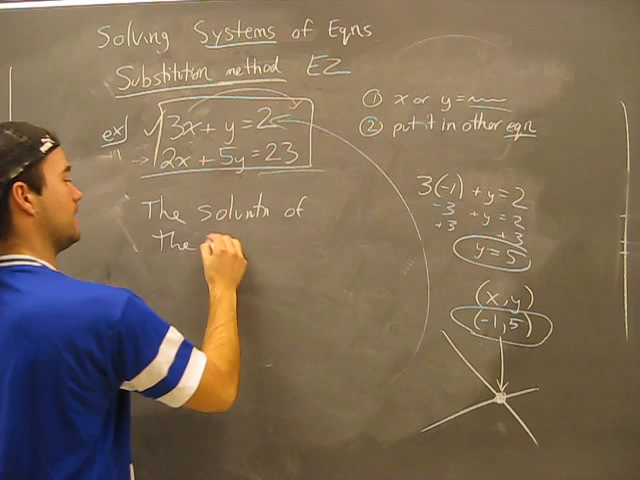 Solving Systems of Eqns
Substitution method EZ
ex)
3x + y = 2
2x + 5y = 23
The soluntn of
the
① x or y =
② put it in other eqn
3(-1) + y = 2
-3 + y = 2
+3 +3
y = 5
(x, y)
(-1, 5)